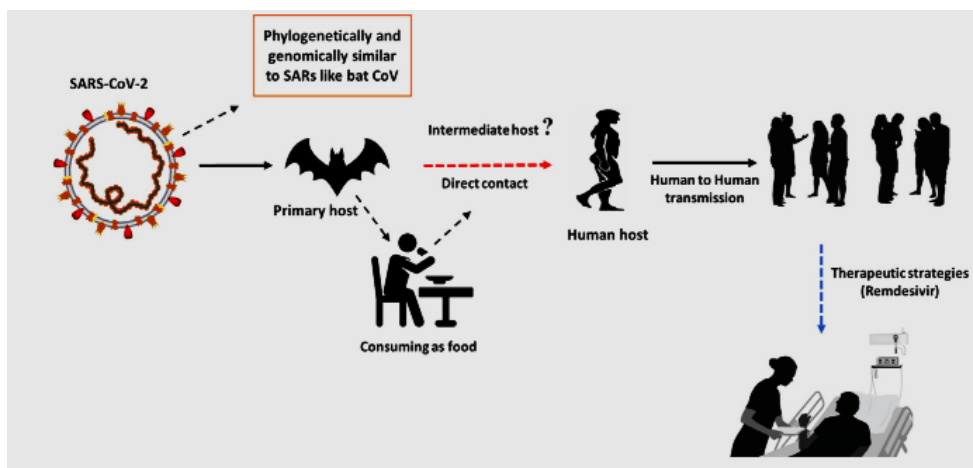 Phylogenetically and
genomically similar
to SARs like bat CoV
SARS-CoV-2
Intermediate host ?
Direct contact
Primary host
Human host
Human to Human
transmission
Consuming as food
Therapeutic strategies
(Remdesivir)